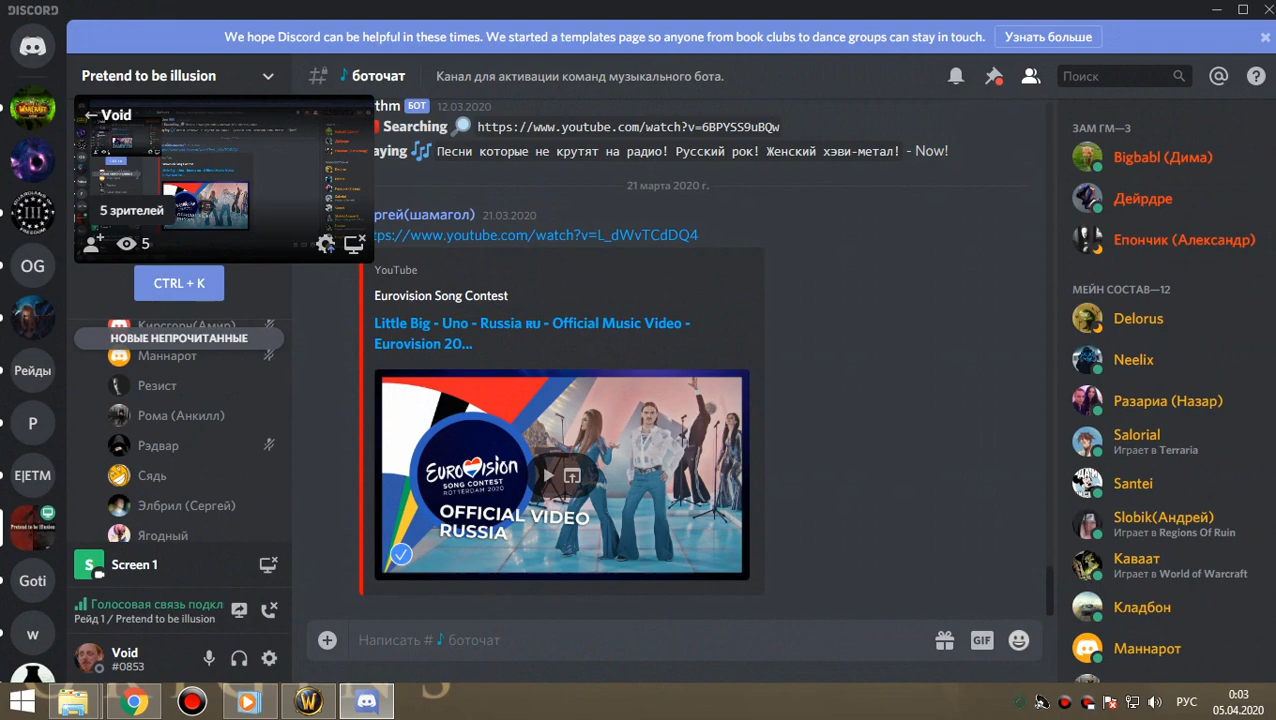 DISCORD
We hope Discord can be helpful in these times. We started a templates page so anyone from book clubs to dance groups can stay in touch.
Узнать больше
Pretend to be illusion
боточат
Канал для активации команд музыкального бота.
Поиск
Void
5 зрителей
5
CTRL + K
НОВЫЕ НЕПРОЧИТАННЫЕ
Кирсгорн(Амир)
Маннарот
Резист
Рома (Анкилл)
Рэдвар
Сядь
Элбрил (Сергей)
Ягодный
S
Screen 1
Голосовая связь подкл
Рейд 1 / Pretend to be illusion
Void
#0853
OG
Рейды
P
E|ETM
Goti
w
thm БОТ 12.03.2020
Searching https://www.youtube.com/watch?v=6BPYSS9uBQw
aying Песни которые не крутят на радио! Русский рок! Женский хэви-метал! - Now!
21 марта 2020 г.
ргей(шамагол) 21.03.2020
tps://www.youtube.com/watch?v=L_dWvTCdDQ4
YouTube
Eurovision Song Contest
Little Big - Uno - Russia RU - Official Music Video -
Eurovision 20...
EUROVISION
SONG CONTEST
ROTTERDAM 2020
OFFICIAL VIDEO
RUSSIA
Написать # боточат
GIF
ЗАМ ГМ—3
Bigbabl (Дима)
Дейрдре
Епончик (Александр)
МЕЙН СОСТАВ—12
Delorus
Neelix
Разариа (Назар)
Salorial
Играет в Terraria
Santei
Slobik(Андрей)
Играет в Regions Of Ruin
Каваат
Играет в World of Warcraft
Кладбон
Маннарот
РУС
0:03
05.04.2020